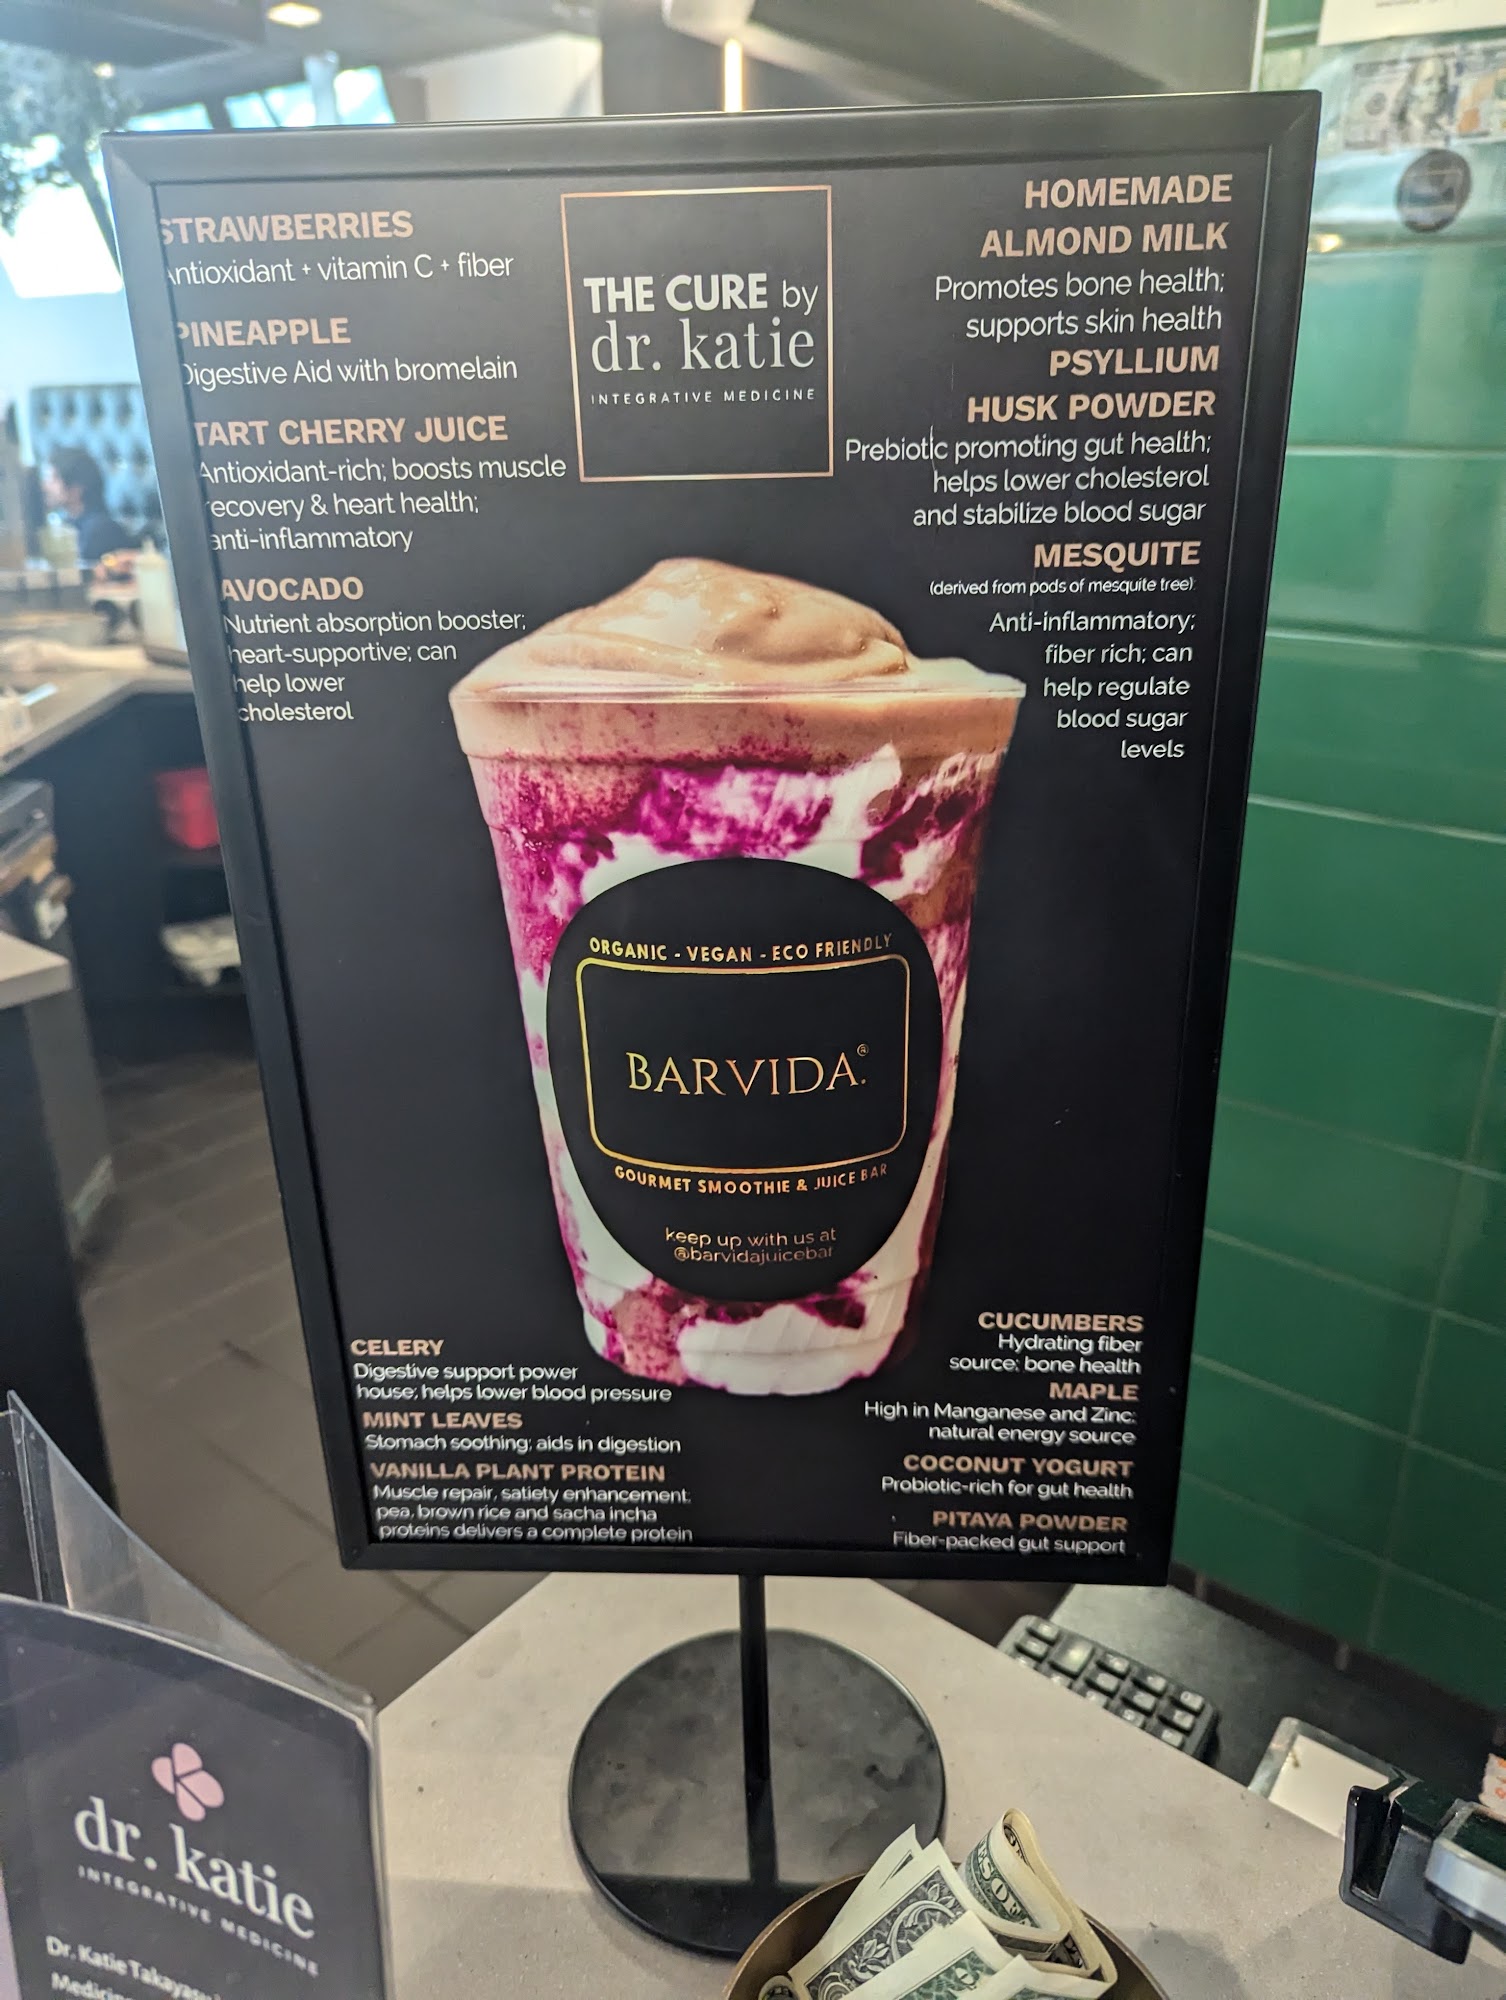 STRAWBERRIES
Antioxidant + vitamin C + fiber
PINEAPPLE
Digestive Aid with bromelain
TART CHERRY JUICE
Antioxidant-rich; boosts muscle
recovery & heart health;
anti-inflammatory
AVOCADO
Nutrient absorption booster;
heart-supportive; can
help lower
cholesterol
THE CURE by
dr. katie
INTEGRATIVE MEDICINE
HOMEMADE
ALMOND MILK
Promotes bone health;
supports skin health
PSYLLIUM
HUSK POWDER
Prebiotic promoting gut health;
helps lower cholesterol
and stabilize blood sugar
MESQUITE
(derived from pods of mesquite tree):
Anti-inflammatory;
fiber rich; can
help regulate
blood sugar
levels
ORGANIC - VEGAN - ECO FRIENDLY
BARVIDA.®
GOURMET SMOOTHIE & JUICE BAR
keep up with us at
@barvidajuicebar
CELERY
Digestive support power
house; helps lower blood pressure
MINT LEAVES
Stomach soothing; aids in digestion
VANILLA PLANT PROTEIN
Muscle repair, satiety enhancement;
pea, brown rice and sacha incha
proteins delivers a complete protein
CUCUMBERS
Hydrating fiber
source; bone health
MAPLE
High in Manganese and Zinc;
natural energy source
COCONUT YOGURT
Probiotic-rich for gut health
PITAYA POWDER
Fiber-packed gut support
dr. katie
INTEGRATIVE MEDICINE
Dr. Katie